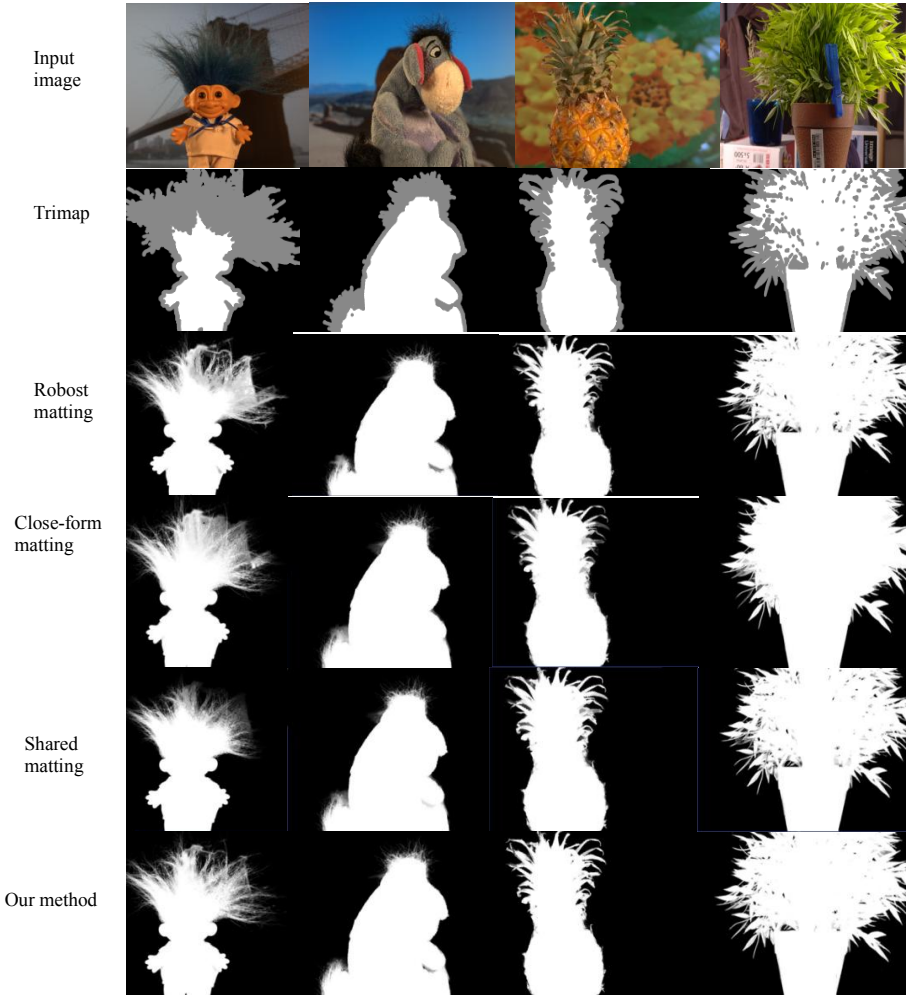 Input
image
Trimap
Robost
matting
Close-form
matting
Shared
matting
Our method